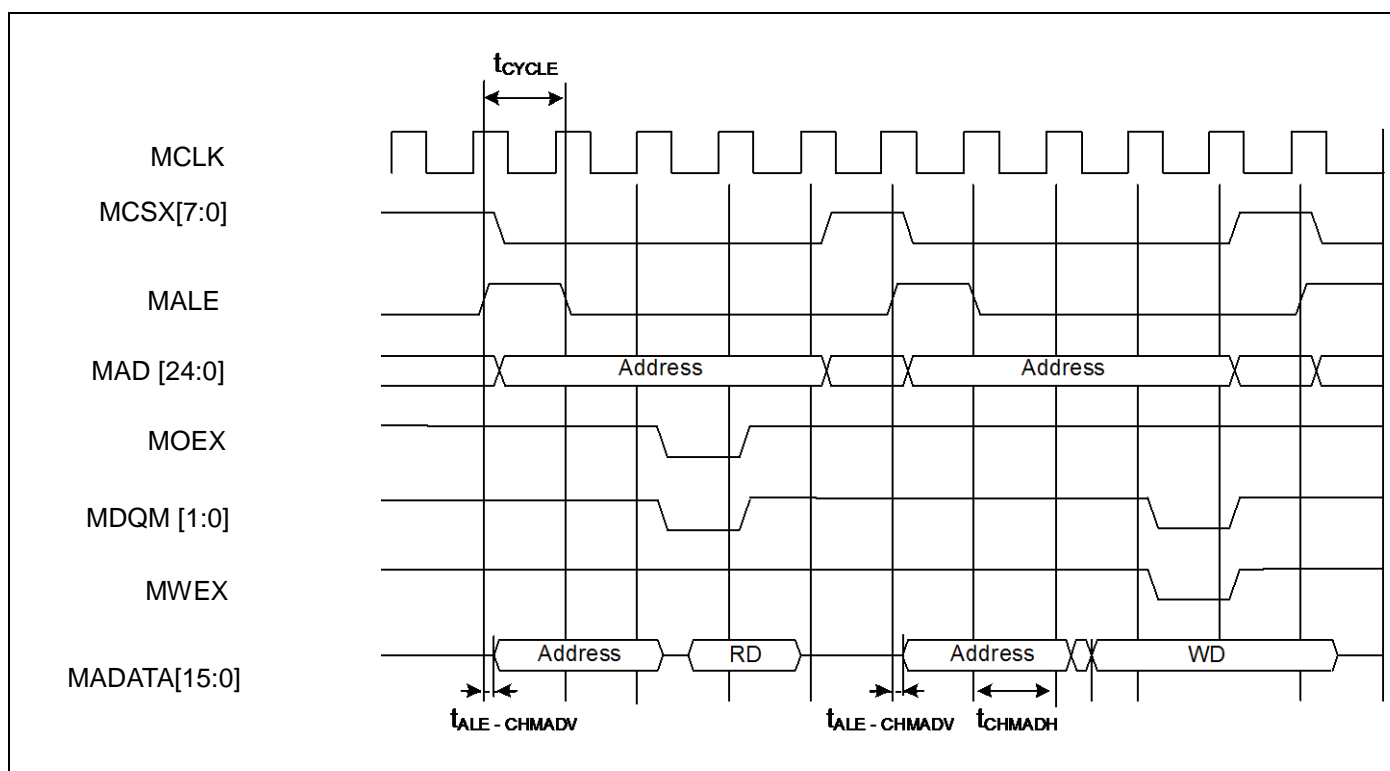 tCYCLE
MCLK
MCSX[7:0]
MALE
MAD [24:0]
Address
Address
MOEX
MDQM [1:0]
MWEX
MADATA[15:0]
Address
RD
Address
WD
tALE - CHMADV
tALE - CHMADV
tCHMADH